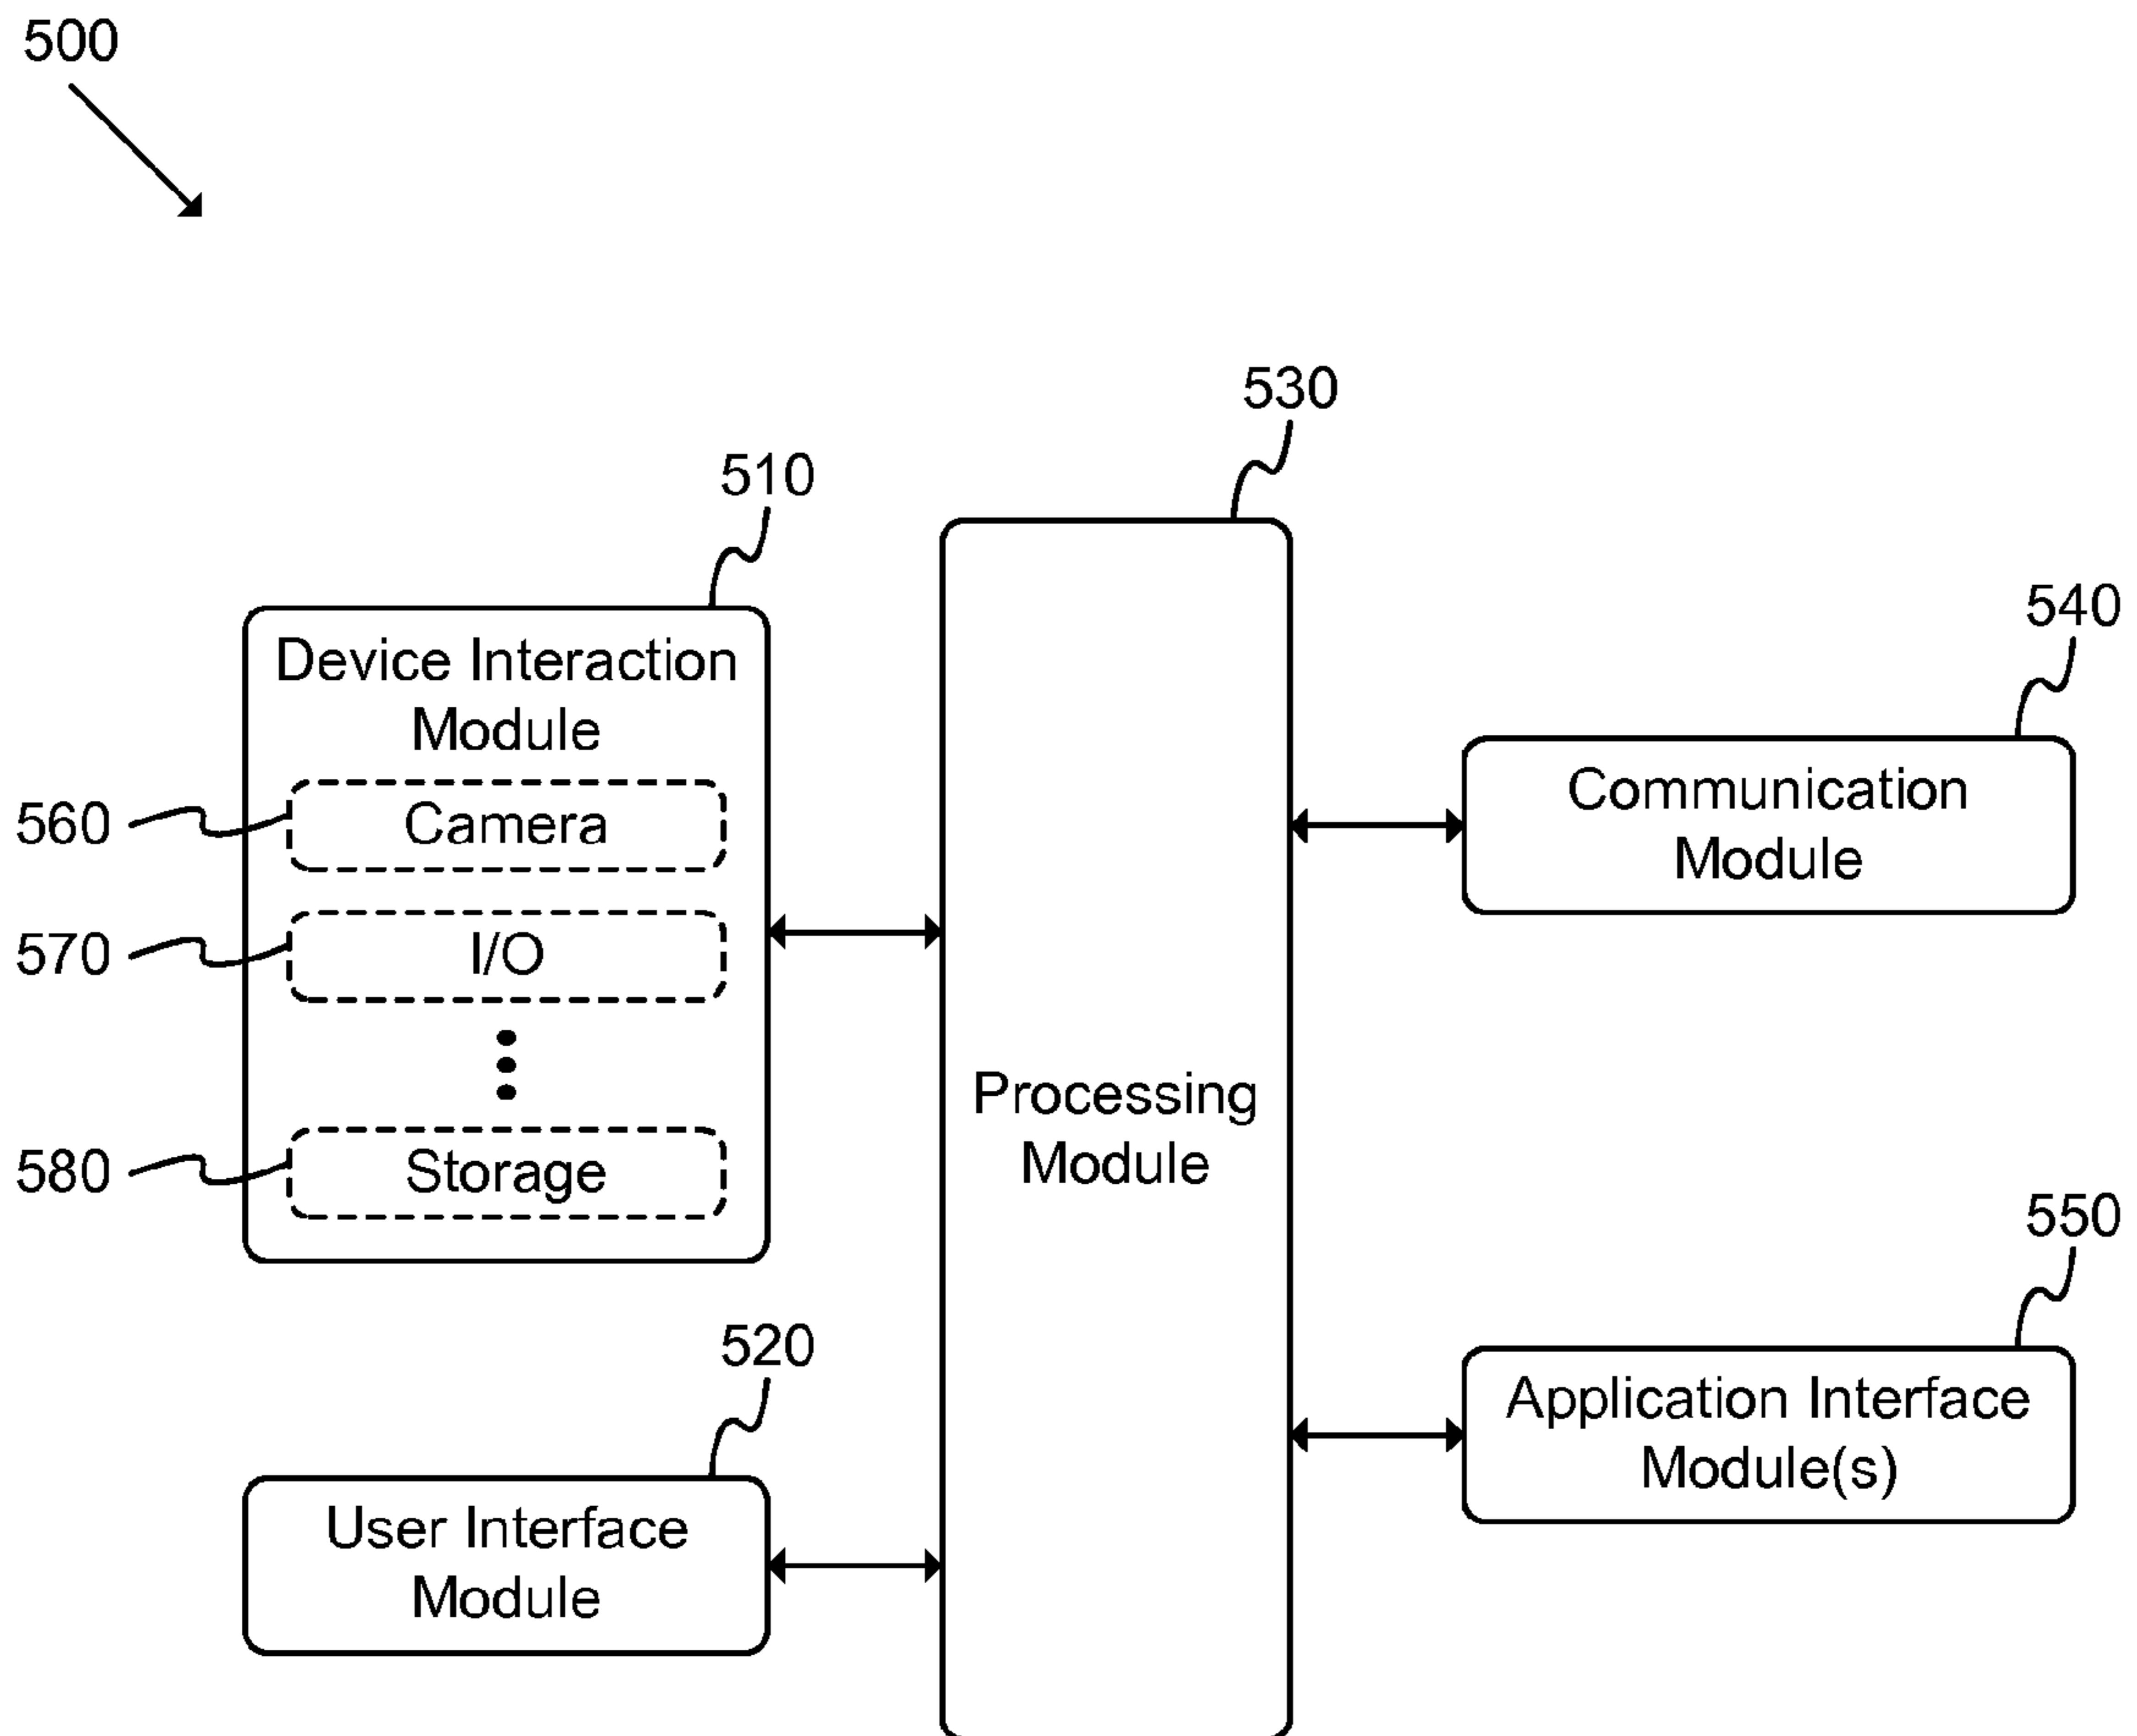 500
530
510
540
Device Interaction
Module
560
Camera
Communication
Module
570
I/O
Processing
Module
580
Storage
550
520
Application Interface
Module(s)
User Interface
Module